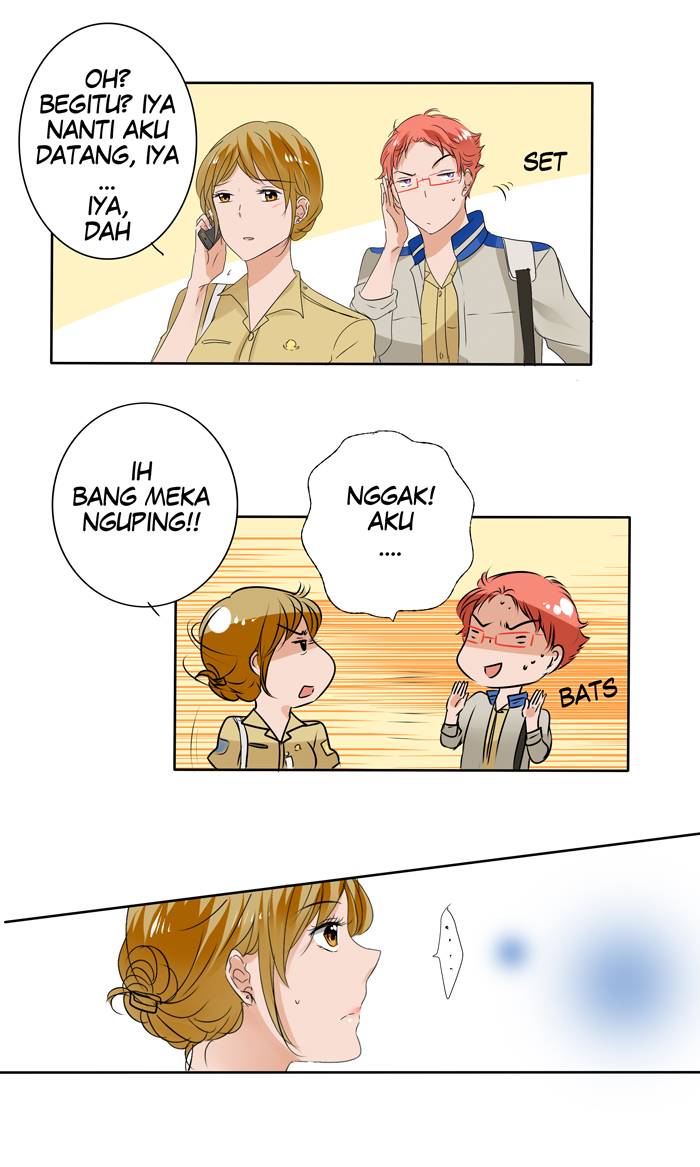 OH?
BEGITU? IYA
NANTI AKU
DATANG, IYA
...
IYA,
DAH
SET
IH
BANG MEKA
NGUPING!!
NGGAK!
AKU
....
BATS
....